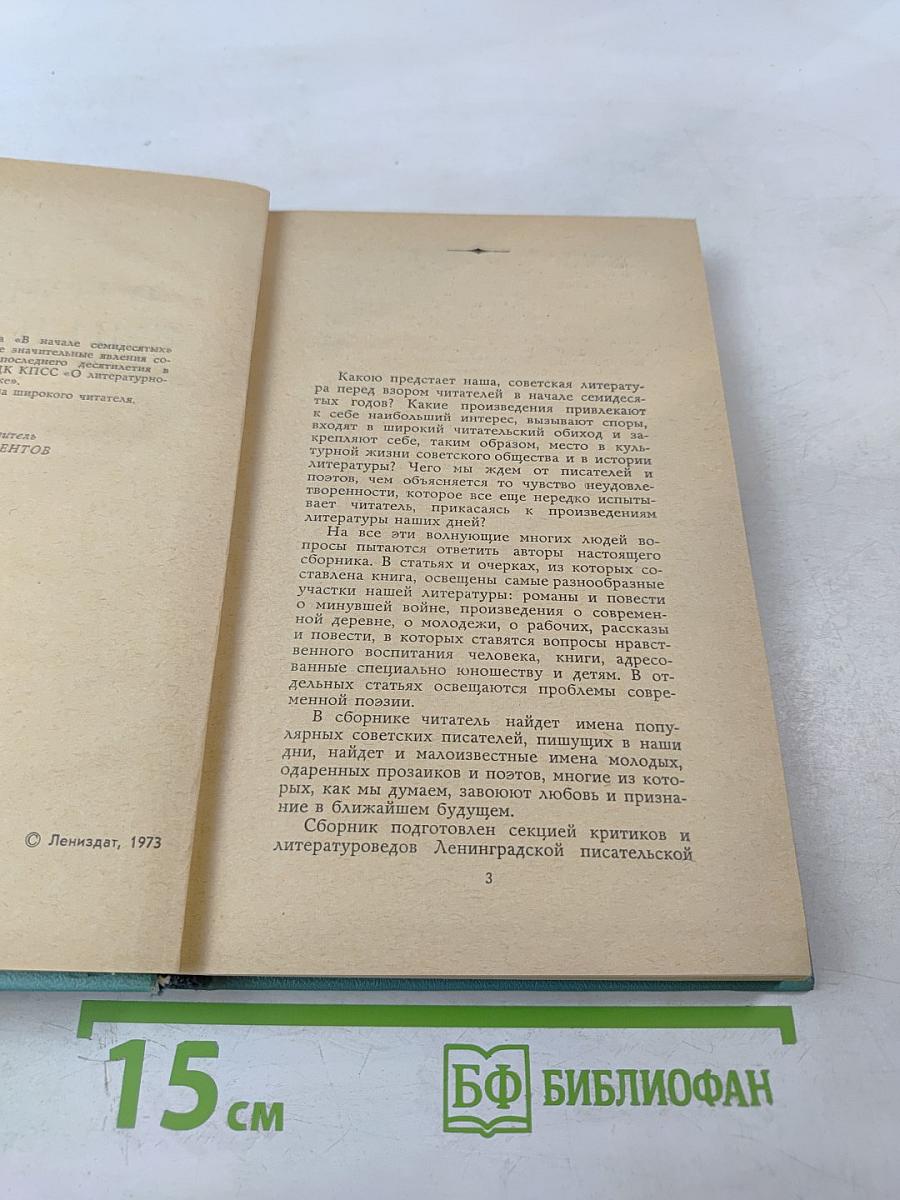 а «В начале семидесятых»
е значительные явления со-
последнего десятилетия в
ЦК КПСС «О литературно-
ке».
на широкого читателя.
витель
ЕНТОВ
© Лениздат, 1973
Какою предстает наша, советская литерату-
ра перед взором читателей в начале семидеся-
тых годов? Какие произведения привлекают
к себе наибольший интерес, вызывают споры,
входят в широкий читательский обиход и за-
крепляют себе, таким образом, место в куль-
турной жизни советского общества и в истории
литературы? Чего мы ждем от писателей и
поэтов, чем объясняется то чувство неудовле-
творенности, которое все еще нередко испыты-
вает читатель, прикасаясь к произведениям
литературы наших дней?
На все эти волнующие многих людей во-
просы пытаются ответить авторы настоящего
сборника. В статьях и очерках, из которых со-
ставлена книга, освещены самые разнообразные
участки нашей литературы: романы и повести
о минувшей войне, произведения о современ-
ной деревне, о молодежи, о рабочих, рассказы
и повести, в которых ставятся вопросы нравст-
венного воспитания человека, книги, адресо-
ванные специально юношеству и детям. В от-
дельных статьях освещаются проблемы совре-
менной поэзии.
В сборнике читатель найдет имена попу-
лярных советских писателей, пишущих в наши
дни, найдет и малоизвестные имена молодых,
одаренных прозаиков и поэтов, многие из кото-
рых, как мы думаем, завоюют любовь и призна-
ние в ближайшем будущем.
Сборник подготовлен секцией критиков и
литературоведов Ленинградской писательской
3
15 см
БФ БИБЛИОФАН